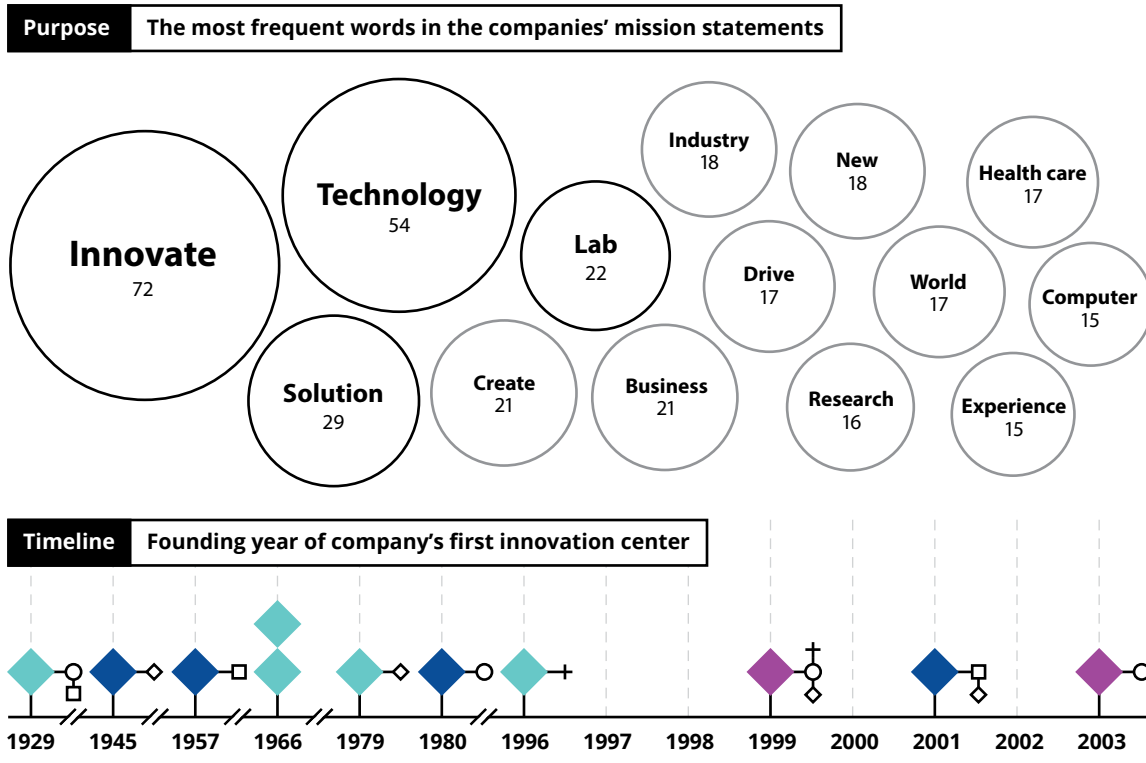 Purpose The most frequent words in the companies’ mission statements
Innovate
72
Technology
54
Lab
22
Industry
18
New
18
Health care
17
Drive
17
World
17
Computer
15
Solution
29
Create
21
Business
21
Research
16
Experience
15
Timeline Founding year of company’s first innovation center
1929 1945 1957 1966 1979 1980 1996 1997 1998 1999 2000 2001 2002 2003